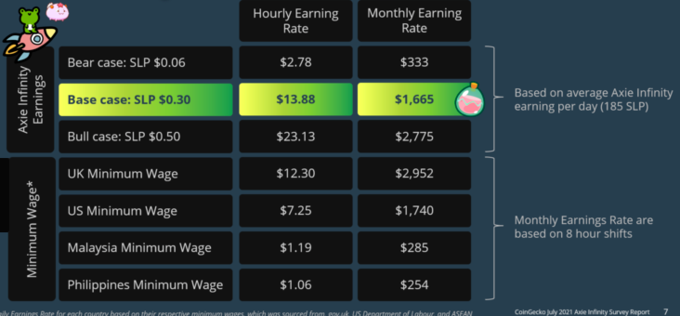 Hourly Earning Rate
Monthly Earning Rate
Axie Infinity Earnings
Bear case: SLP $0.06 $2.78 $333
Base case: SLP $0.30 $13.88 $1,665
Bull case: SLP $0.50 $23.13 $2,775
Based on average Axie Infinity
earning per day (185 SLP)
Minimum Wage*
UK Minimum Wage $12.30 $2,952
US Minimum Wage $7.25 $1,740
Malaysia Minimum Wage $1.19 $285
Philippines Minimum Wage $1.06 $254
Monthly Earnings Rate are
based on 8 hour shifts
Earnings Rate for each country based on their respective minimum wages, which was sourced from gov.uk, US Department of Labour, and ASEAN
CoinGecko July 2021 Axie Infinity Survey Report 7